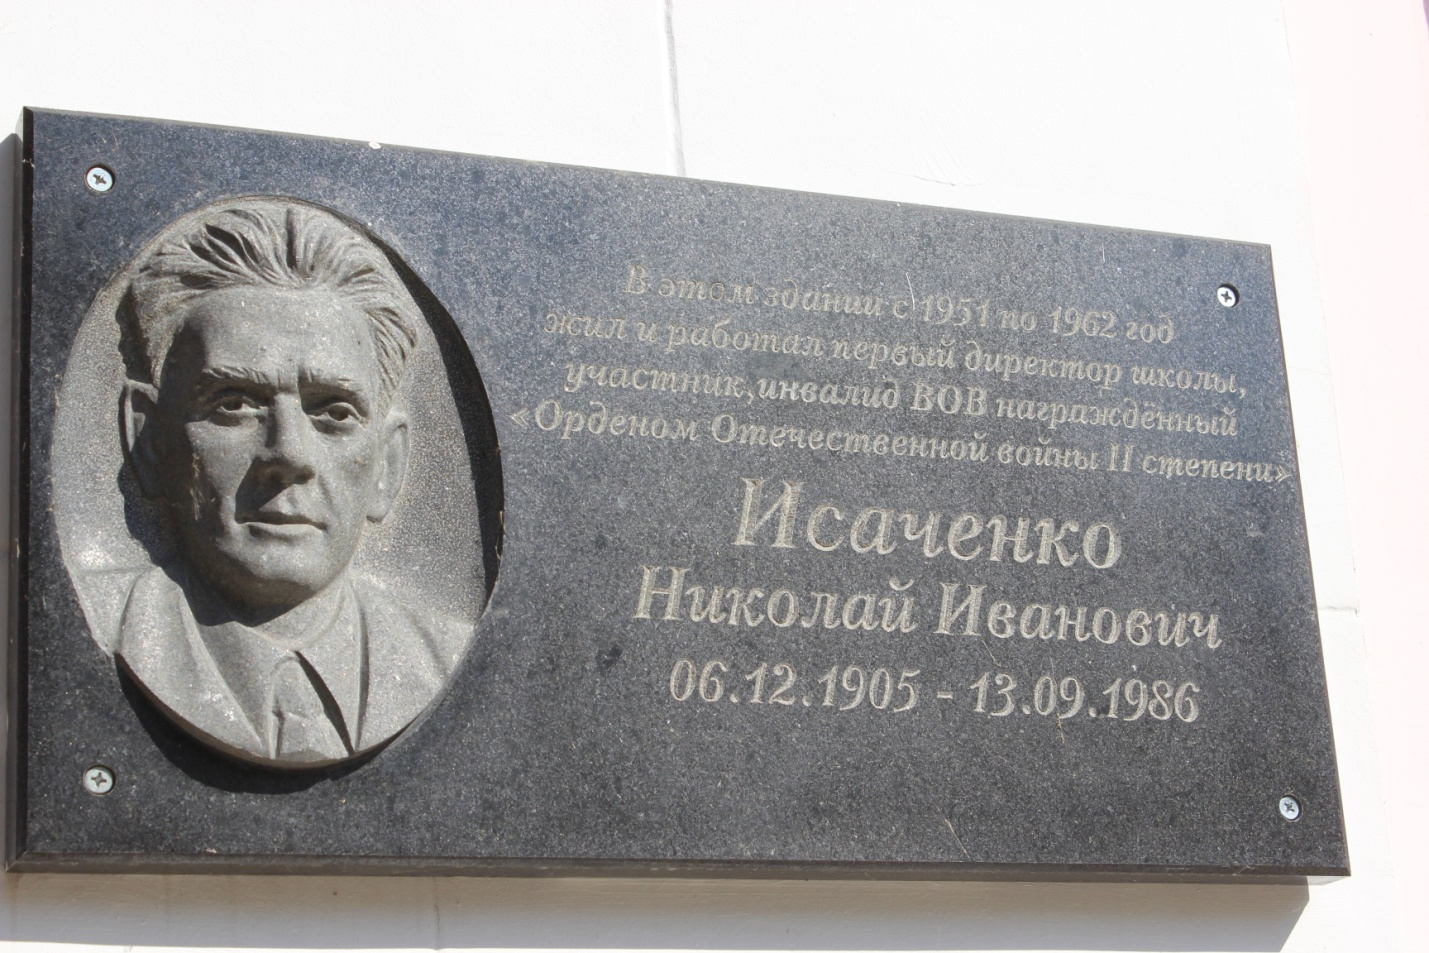 В этом здании с 1951 по 1962 год
жил и работал первый директор школы,
участник,инвалид ВОВ награждённый
«Орденом Отечественной войны II степени»
Исаченко
Николай Иванович
06.12.1905 - 13.09.1986